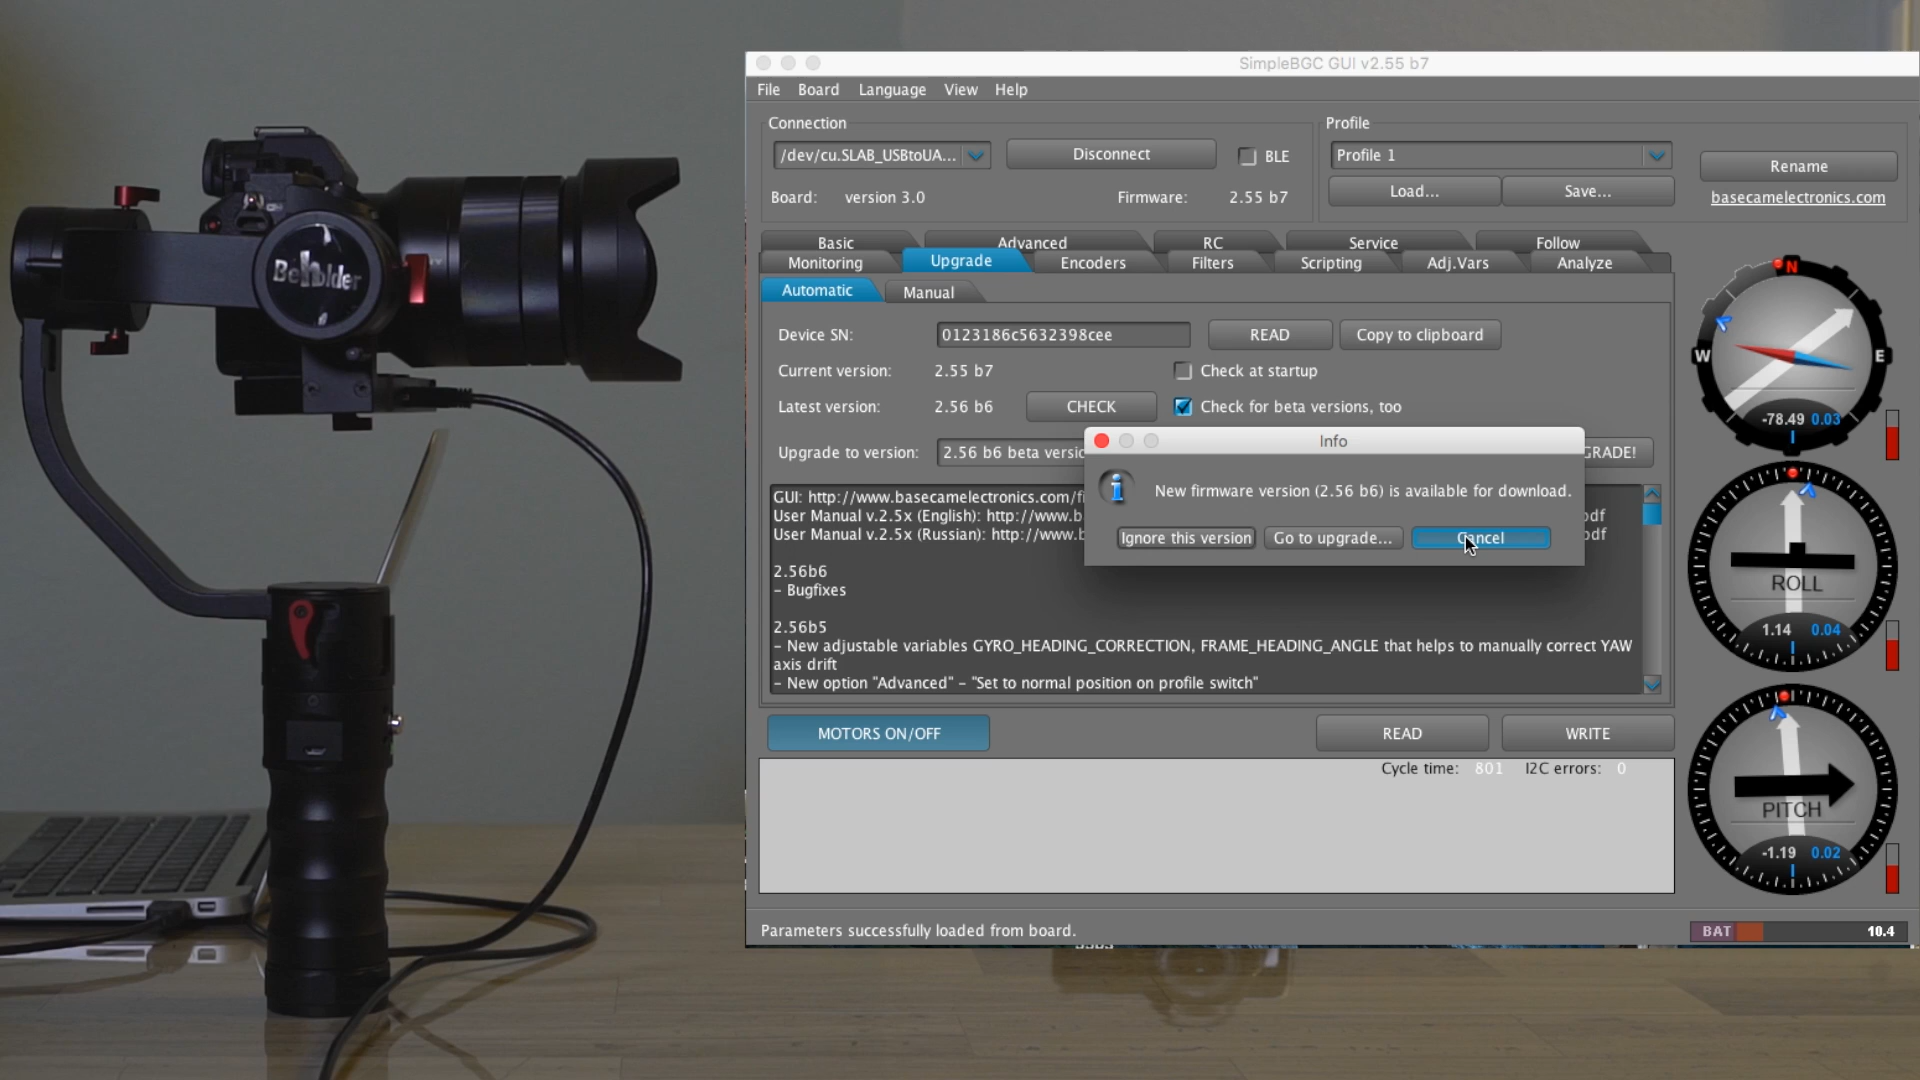 Beholder
SimpleBGC GUI v2.55 b7
File Board Language View Help
Connection
/dev/cu.SLAB_USBtoUA...
Disconnect
BLE
Board: version 3.0
Firmware: 2.55 b7
Profile
Profile 1
Load...
Save...
Rename
basecamelectronics.com
Basic Advanced RC Service Follow
Monitoring Upgrade Encoders Filters Scripting Adj.Vars Analyze
Automatic Manual
Device SN: 0123186c5632398cee READ Copy to clipboard
Current version: 2.55 b7 Check at startup
Latest version: 2.56 b6 CHECK Check for beta versions, too
Upgrade to version: 2.56 b6 beta versio
GRADE!
Info
New firmware version (2.56 b6) is available for download.
Ignore this version Go to upgrade... Cancel
GUI: http://www.basecamelectronics.com/fi
User Manual v.2.5x (English): http://www.b
odf
User Manual v.2.5x (Russian): http://www.b
odf
2.56b6
- Bugfixes
2.56b5
- New adjustable variables GYRO_HEADING_CORRECTION, FRAME_HEADING_ANGLE that helps to manually correct YAW
axis drift
- New option "Advanced" - "Set to normal position on profile switch"
MOTORS ON/OFF READ WRITE
Cycle time: 801 I2C errors: 0
Parameters successfully loaded from board.
N
W E
-78.49 0.03
ROLL
1.14 0.04
PITCH
-1.19 0.02
BAT 10.4